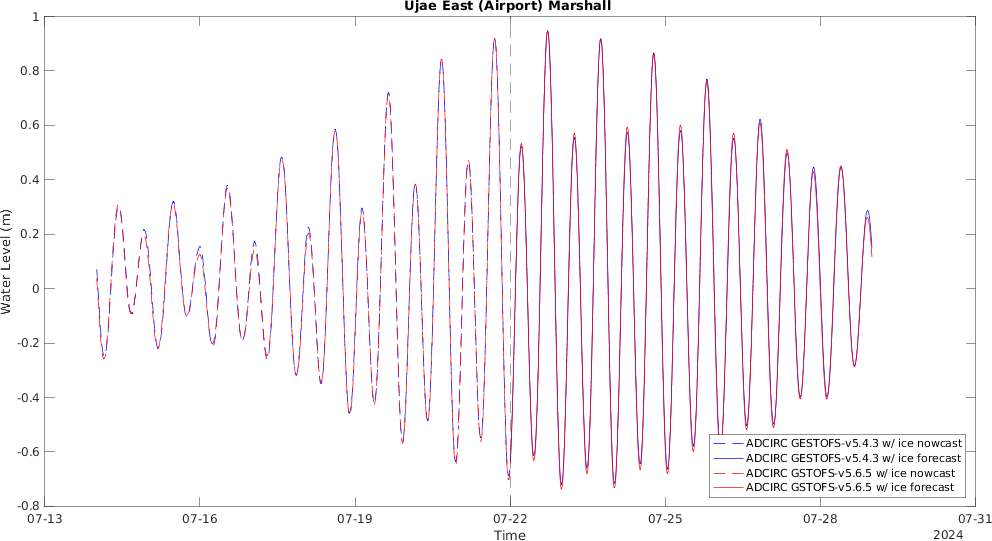 Ujae East (Airport) Marshall
Water Level (m)
1
0.8
0.6
0.4
0.2
0
-0.2
-0.4
-0.6
-0.8
ADCIRC GESTOFS-v5.4.3 w/ ice nowcast
ADCIRC GESTOFS-v5.4.3 w/ ice forecast
ADCIRC GSTOFS-v5.6.5 w/ ice nowcast
ADCIRC GSTOFS-v5.6.5 w/ ice forecast
07-13 07-16 07-19 07-22 07-25 07-28 07-31
Time
2024